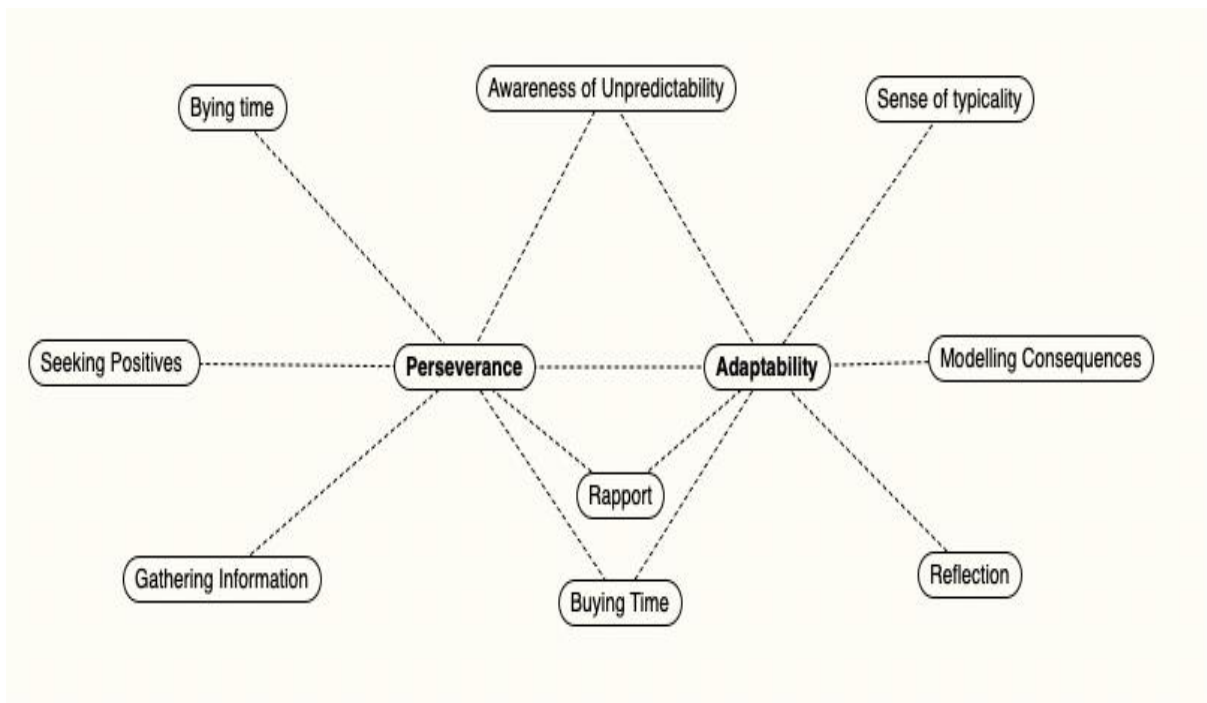 Awareness of Unpredictability
Bying time
Sense of typicality
Seeking Positives
Perseverance
Adaptability
Modelling Consequences
Rapport
Gathering Information
Buying Time
Reflection